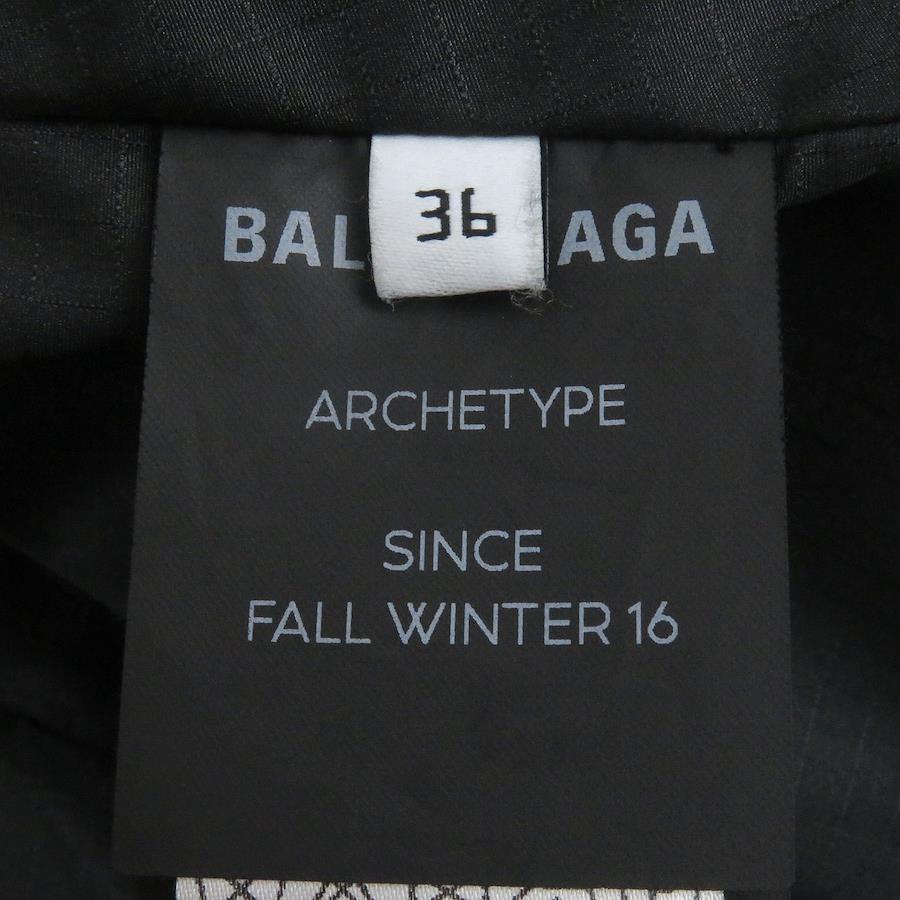 36
BAL AGA
ARCHETYPE
SINCE
FALL WINTER 16